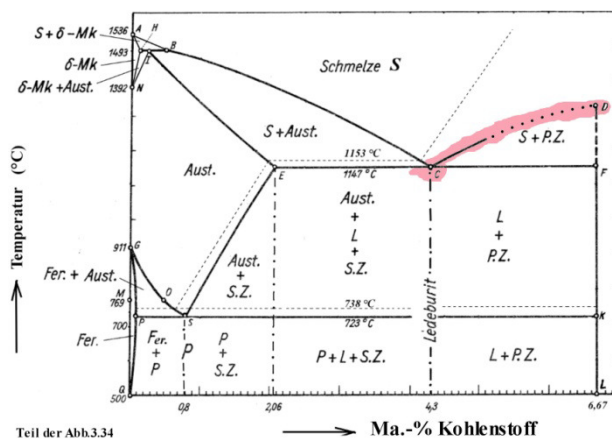 1536
A
H
S + δ-Mk
B
1493
I
δ-Mk
Schmelze S
δ-Mk + Aust.
1392
N
D
S + Aust.
S + P.Z.
1153 °C
1147 °C
E
C
F
Aust.
Aust
+
L
+
S.Z.
L
+
P.Z.
Temperatur (°C)
911
G
Aust
+
S.Z.
Fer. + Aust.
M
769
O
738 °C
723 °C
700
P
S
K
Ledeburit
Fer.
Fer.
+
P
P
P
+
S.Z.
P + L + S.Z.
L + P.Z.
Q
500
L
0,8
2,06
4,3
6,67
Teil der Abb.3.34
Ma.-% Kohlenstoff